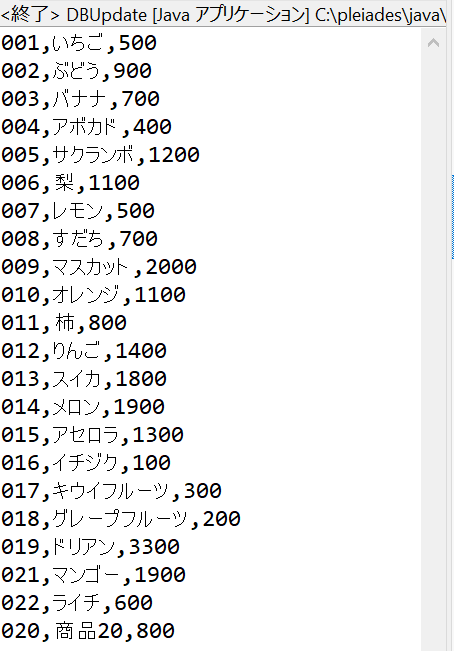 <終了> DBUpdate [Java アプリケーション] C:\pleiades\java\
001,いちご,500
002,ぶどう,900
003,バナナ,700
004,アボカド,400
005,サクランボ,1200
006,梨,1100
007,レモン,500
008,すだち,700
009,マスカット,2000
010,オレンジ,1100
011,柿,800
012,りんご,1400
013,スイカ,1800
014,メロン,1900
015,アセロラ,1300
016,イチジク,100
017,キウイフルーツ,300
018,グレープフルーツ,200
019,ドリアン,3300
021,マンゴー,1900
022,ライチ,600
020,商品20,800